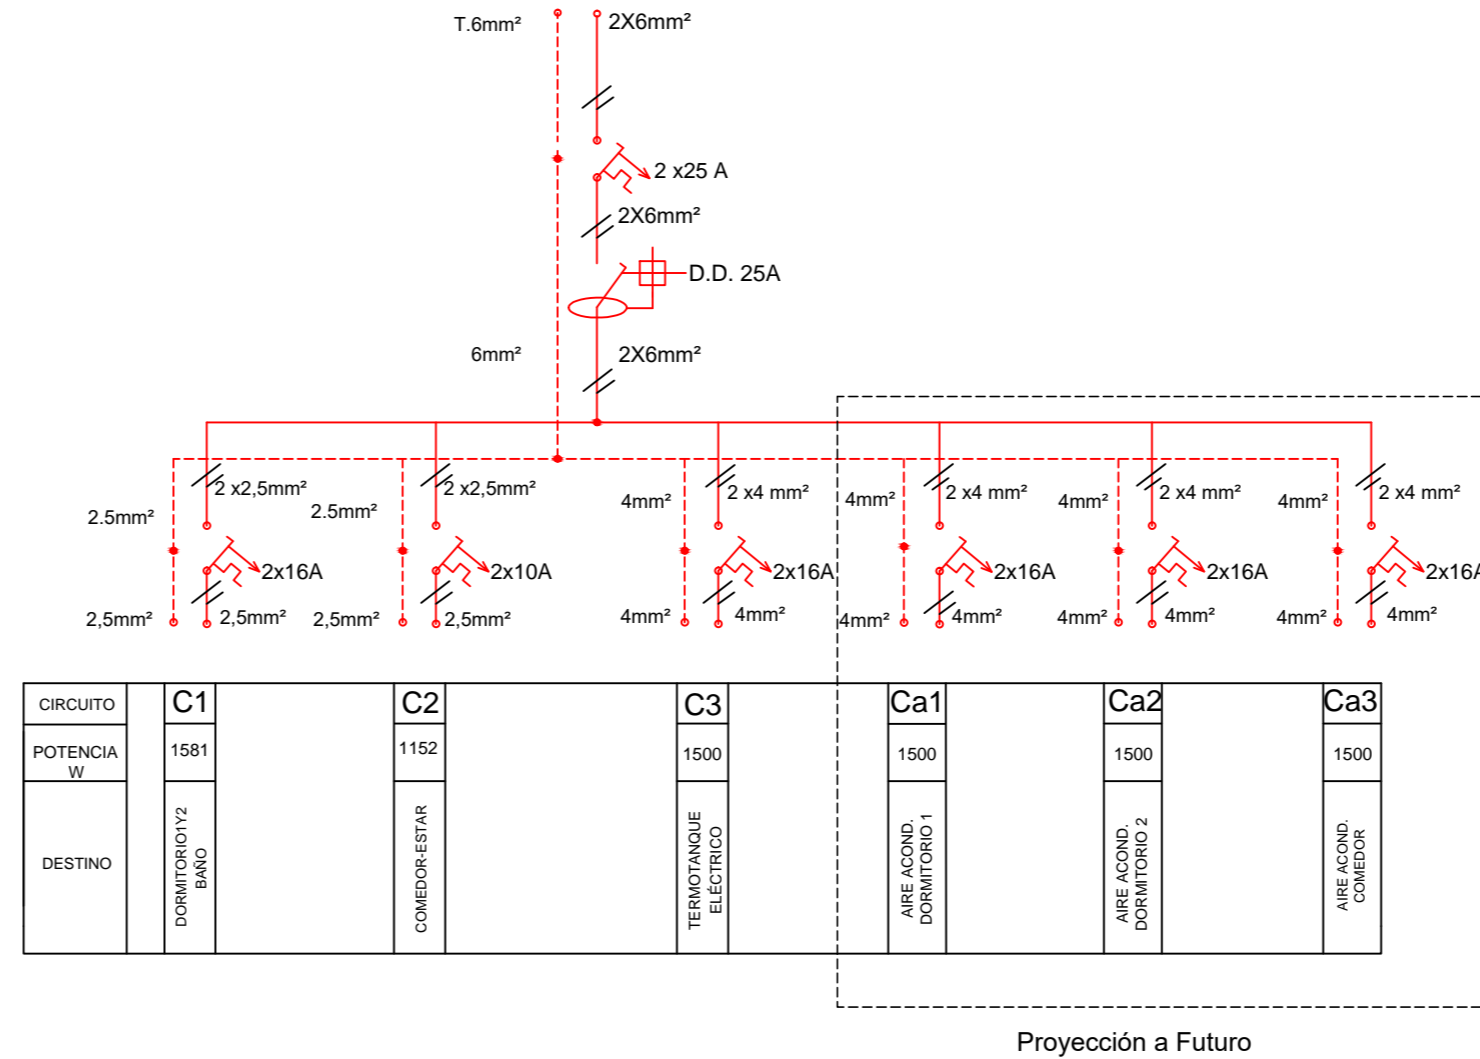 T.6mm²
2X6mm²
2 x25 A
2X6mm²
D.D. 25A
6mm²
2X6mm²
2.5mm²
2 x2,5mm²
2.5mm²
2 x2,5mm²
4mm²
2 x4 mm²
4mm²
2 x4 mm²
4mm²
2 x4 mm²
4mm²
2 x4 mm²
2x16A
2x10A
2x16A
2x16A
2x16A
2x16A
2,5mm²
2,5mm²
2,5mm²
2,5mm²
4mm²
4mm²
4mm²
4mm²
4mm²
4mm²
4mm²
4mm²
CIRCUITO
C1
C2
C3
Ca1
Ca2
Ca3
POTENCIA
W
1581
1152
1500
1500
1500
1500
DESTINO
DORMITORIO1Y2
BAÑO
COMEDOR-ESTAR
TERMOTANQUE
ELÉCTRICO
AIRE ACOND.
DORMITORIO 1
AIRE ACOND.
DORMITORIO 2
AIRE ACOND.
COMEDOR
Proyección a Futuro